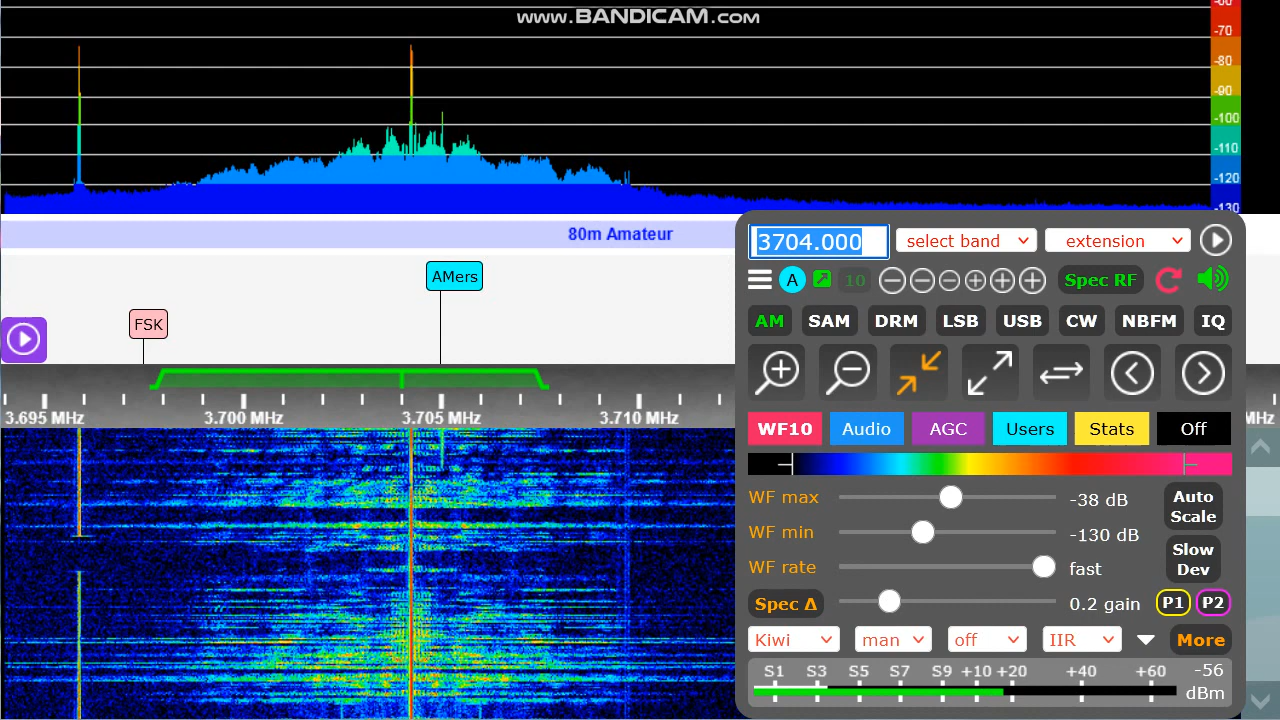 www.BANDICAM.com
-60
-70
-80
-90
-100
-110
-120
-130
80m Amateur
AMers
FSK
3.695 MHz
3.700 MHz
3.705 MHz
3.710 MHz
MHz
3704.000
select band
extension
A
10
Spec RF
AM
SAM
DRM
LSB
USB
CW
NBFM
IQ
WF10
Audio
AGC
Users
Stats
Off
WF max
-38 dB
Auto
Scale
WF min
-130 dB
WF rate
fast
Slow
Dev
Spec Δ
0.2 gain
P1
P2
Kiwi
man
off
IIR
More
S1 S3 S5 S7 S9 +10 +20 +40 +60
-56
dBm